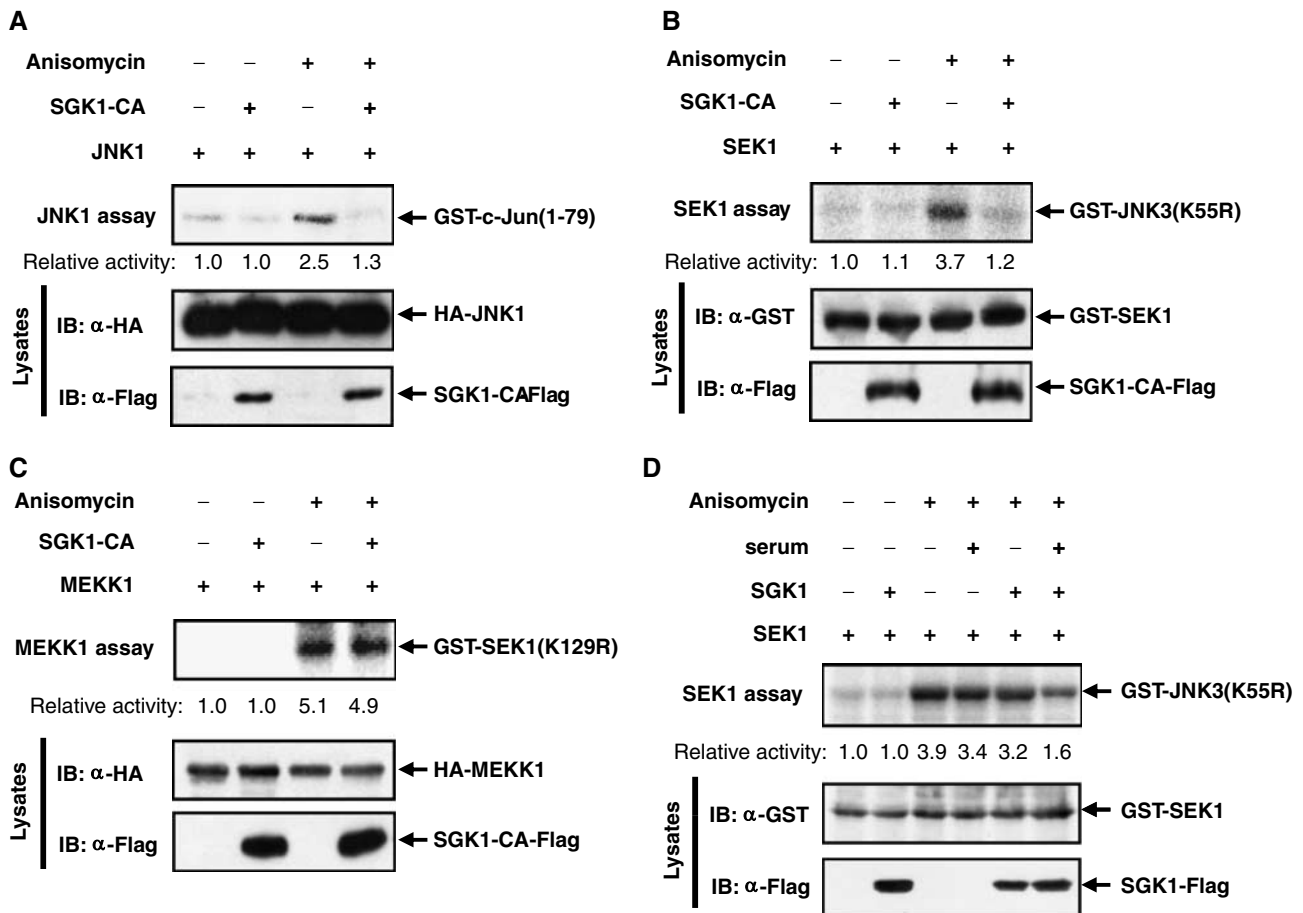 A
Anisomycin – – + +
SGK1-CA – + – +
JNK1 + + + +
JNK1 assay GST-c-Jun(1-79)
Relative activity: 1.0 1.0 2.5 1.3
Lysates
IB: α-HA HA-JNK1
IB: α-Flag SGK1-CAFlag
B
Anisomycin – – + +
SGK1-CA – + – +
SEK1 + + + +
SEK1 assay GST-JNK3(K55R)
Relative activity: 1.0 1.1 3.7 1.2
Lysates
IB: α-GST GST-SEK1
IB: α-Flag SGK1-CA-Flag
C
Anisomycin – – + +
SGK1-CA – + – +
MEKK1 + + + +
MEKK1 assay GST-SEK1(K129R)
Relative activity: 1.0 1.0 5.1 4.9
Lysates
IB: α-HA HA-MEKK1
IB: α-Flag SGK1-CA-Flag
D
Anisomycin – – + + + +
serum – – – + – +
SGK1 – + – – + +
SEK1 + + + + + +
SEK1 assay GST-JNK3(K55R)
Relative activity: 1.0 1.0 3.9 3.4 3.2 1.6
Lysates
IB: α-GST GST-SEK1
IB: α-Flag SGK1-Flag